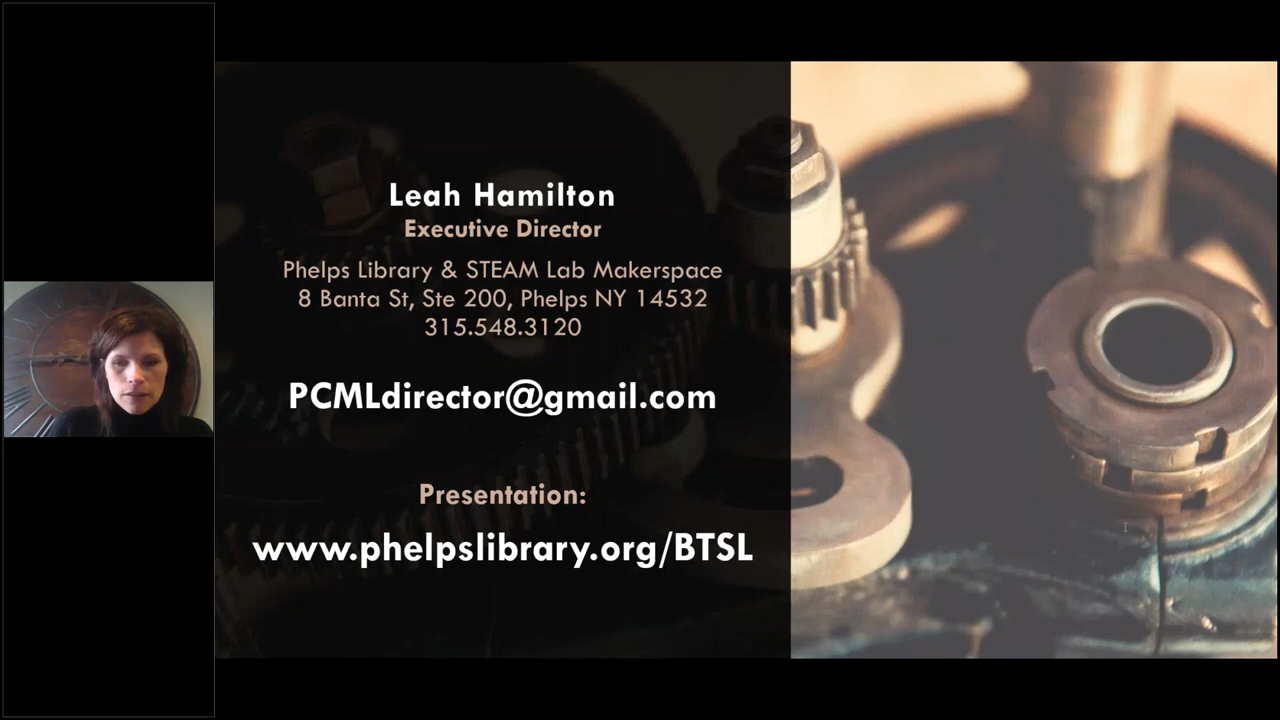 Leah Hamilton
Executive Director
Phelps Library & STEAM Lab Makerspace
8 Banta St, Ste 200, Phelps NY 14532
315.548.3120
PCMLdirector@gmail.com
Presentation:
www.phelpslibrary.org/BTSL